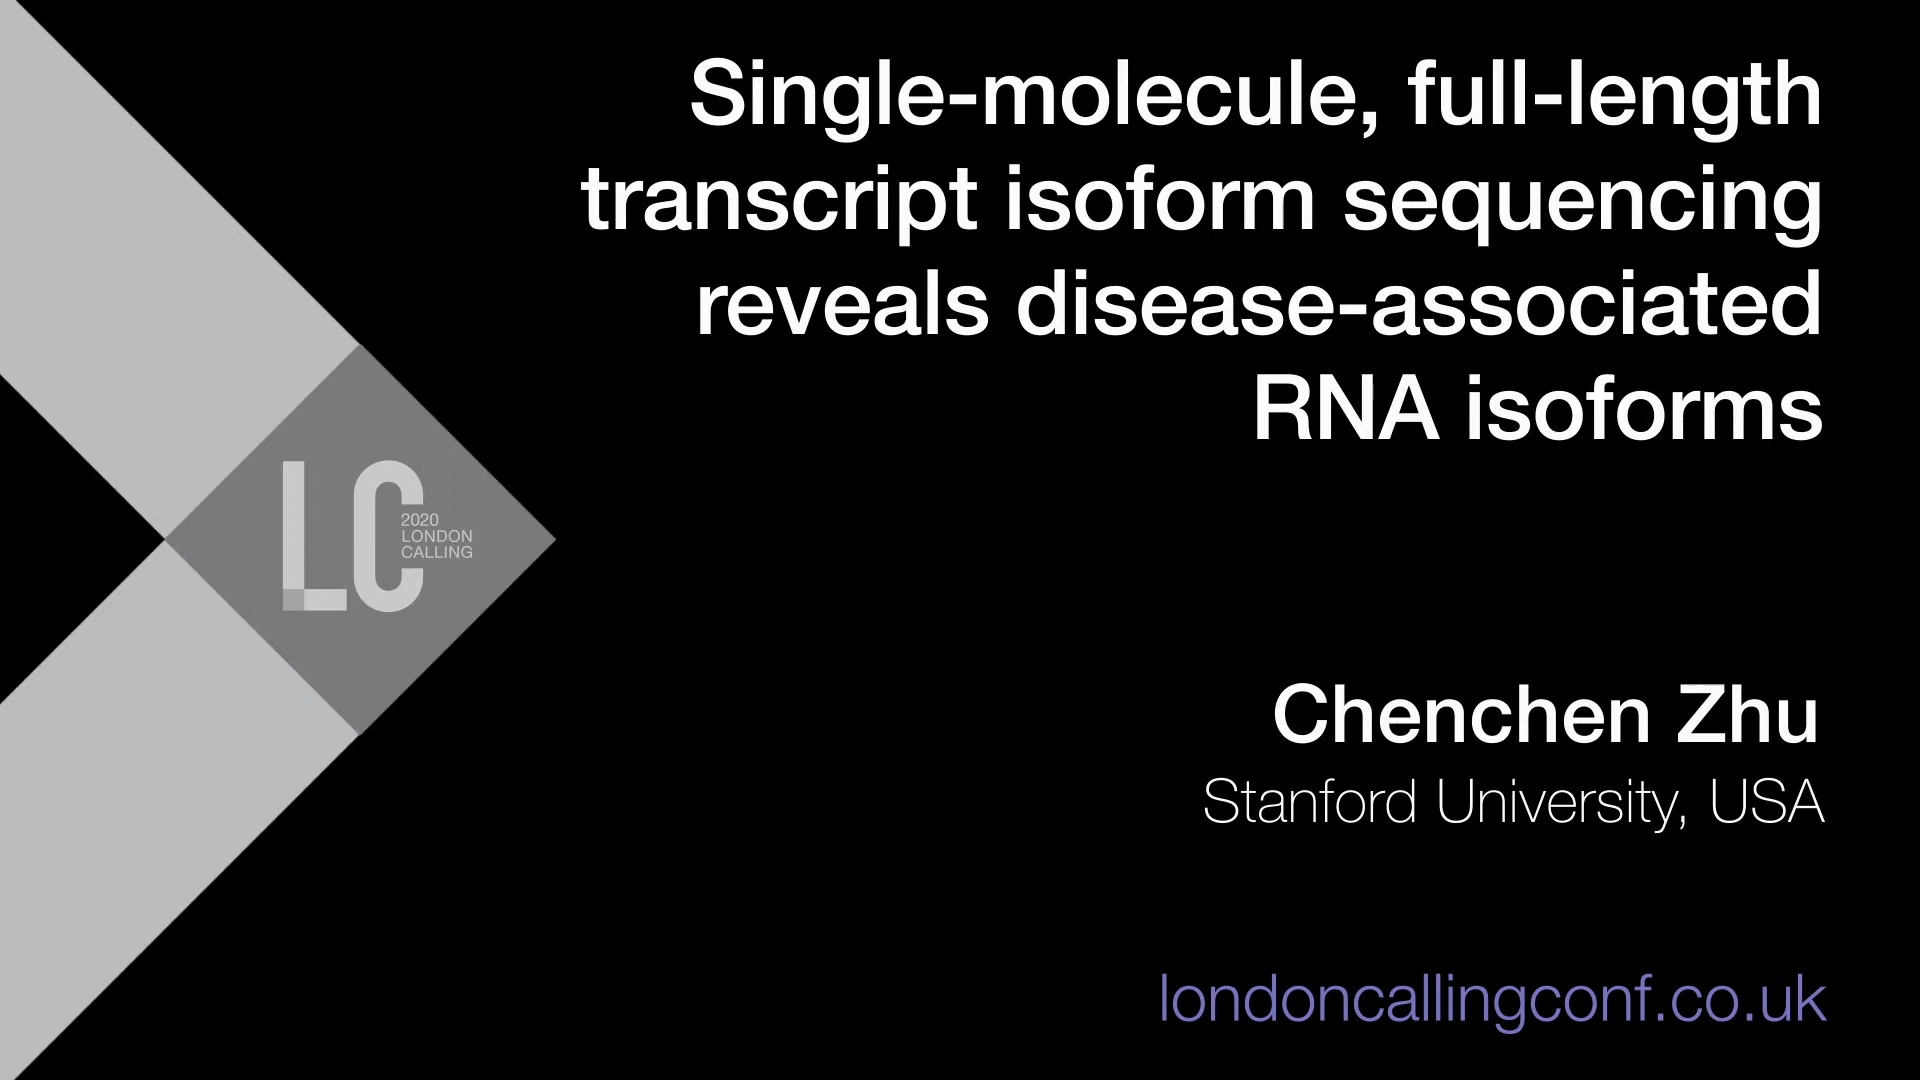 Single-molecule, full-length
transcript isoform sequencing
reveals disease-associated
RNA isoforms
LC
2020
LONDON
CALLING
Chenchen Zhu
Stanford University, USA
londoncallingconf.co.uk